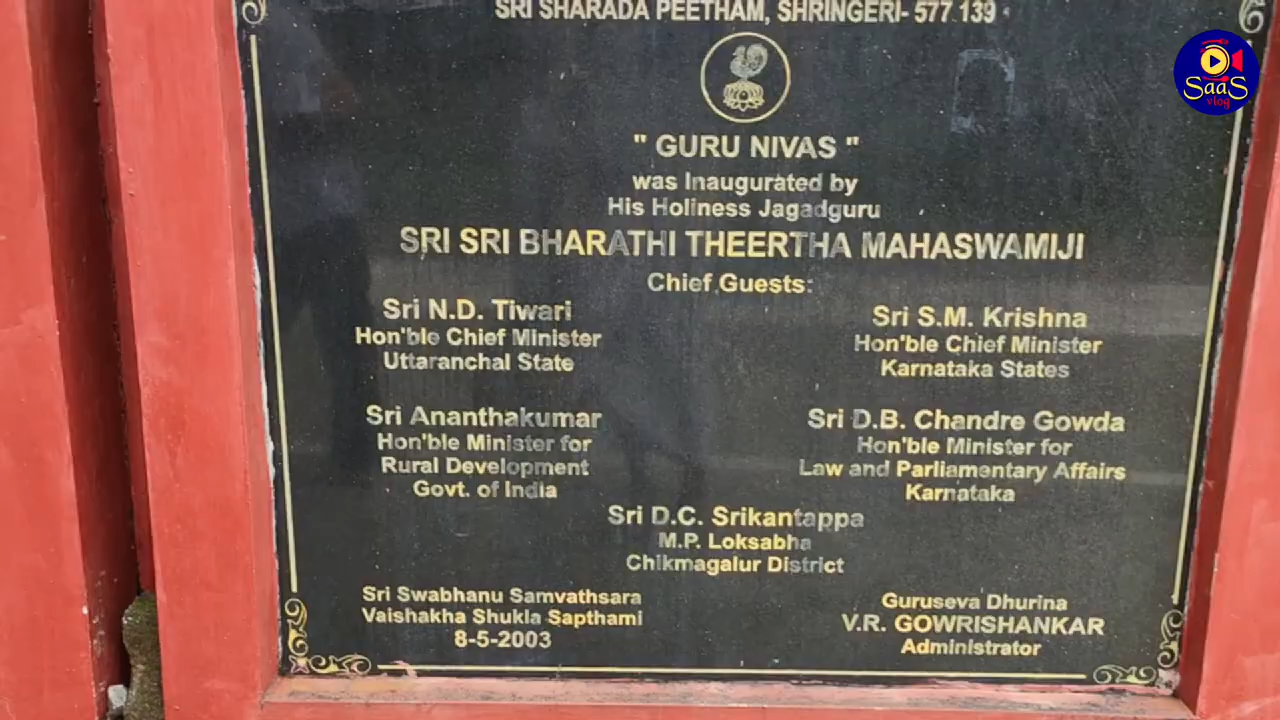 SRI SHARADA PEETHAM, SHRINGERI- 577 139
SaaS
vlog
" GURU NIVAS "
was Inaugurated by
His Holiness Jagadguru
SRI SRI BHARATHI THEERTHA MAHASWAMIJI
Chief Guests:
Sri N.D. Tiwari
Hon'ble Chief Minister
Uttaranchal State
Sri S.M. Krishna
Hon'ble Chief Minister
Karnataka States
Sri Ananthakumar
Hon'ble Minister for
Rural Development
Govt. of India
Sri D.B. Chandre Gowda
Hon'ble Minister for
Law and Parliamentary Affairs
Karnataka
Sri D.C. Srikantappa
M.P. Loksabha
Chikmagalur District
Sri Swabhanu Samvathsara
Vaishakha Shukla Sapthami
8-5-2003
Guruseva Dhurina
V.R. GOWRISHANKAR
Administrator